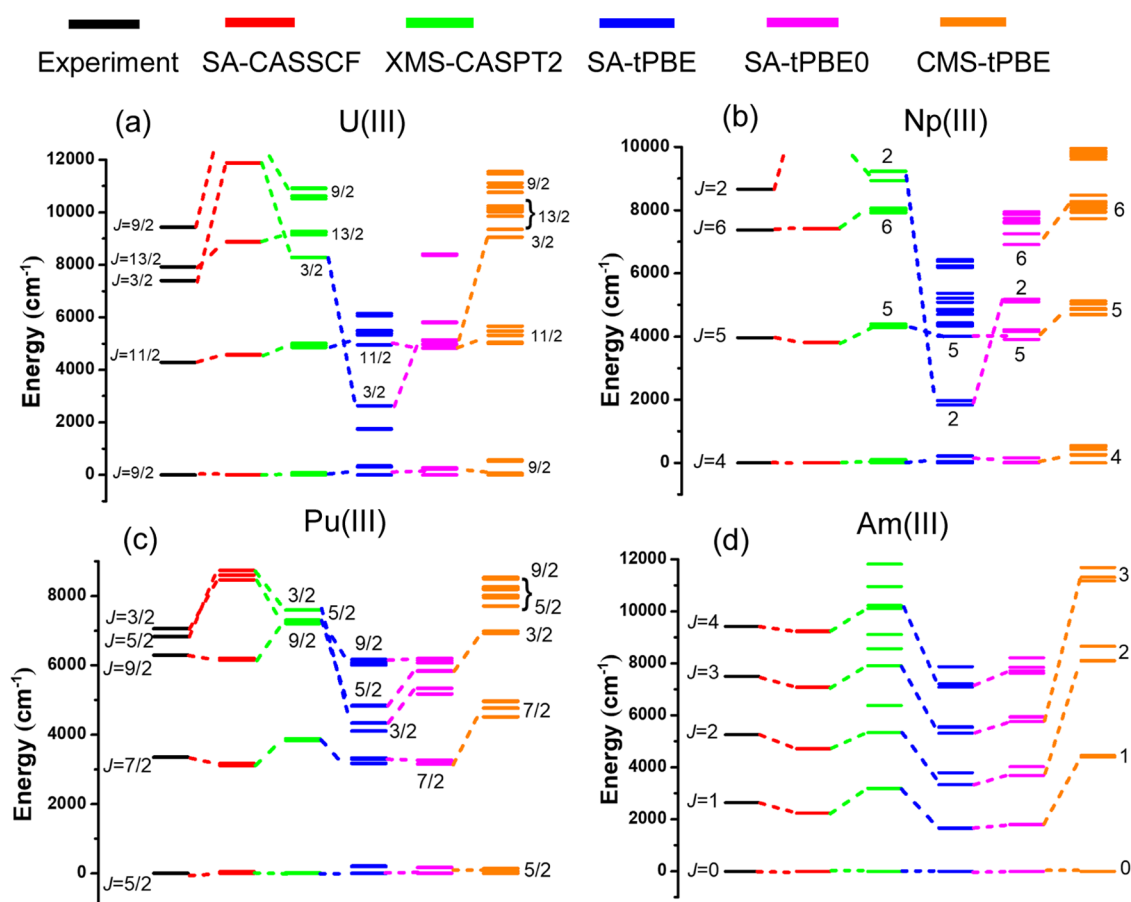 Experiment SA-CASSCF XMS-CASPT2 SA-tPBE SA-tPBE0 CMS-tPBE
(a)
U(III)
Energy (cm⁻¹)
12000
10000
8000
6000
4000
2000
0
J=9/2
J=13/2
J=3/2
J=11/2
J=9/2
9/2
13/2
3/2
11/2
3/2
9/2
13/2
3/2
11/2
9/2
(b)
Np(III)
Energy (cm⁻¹)
10000
8000
6000
4000
2000
0
J=2
J=6
J=5
J=4
2
6
5
5
2
6
2
5
6
5
4
(c)
Pu(III)
Energy (cm⁻¹)
8000
6000
4000
2000
0
J=3/2
J=5/2
J=9/2
J=7/2
J=5/2
3/2
5/2
9/2
9/2
5/2
3/2
7/2
9/2
5/2
3/2
7/2
5/2
(d)
Am(III)
Energy (cm⁻¹)
12000
10000
8000
6000
4000
2000
0
J=4
J=3
J=2
J=1
J=0
3
2
1
0